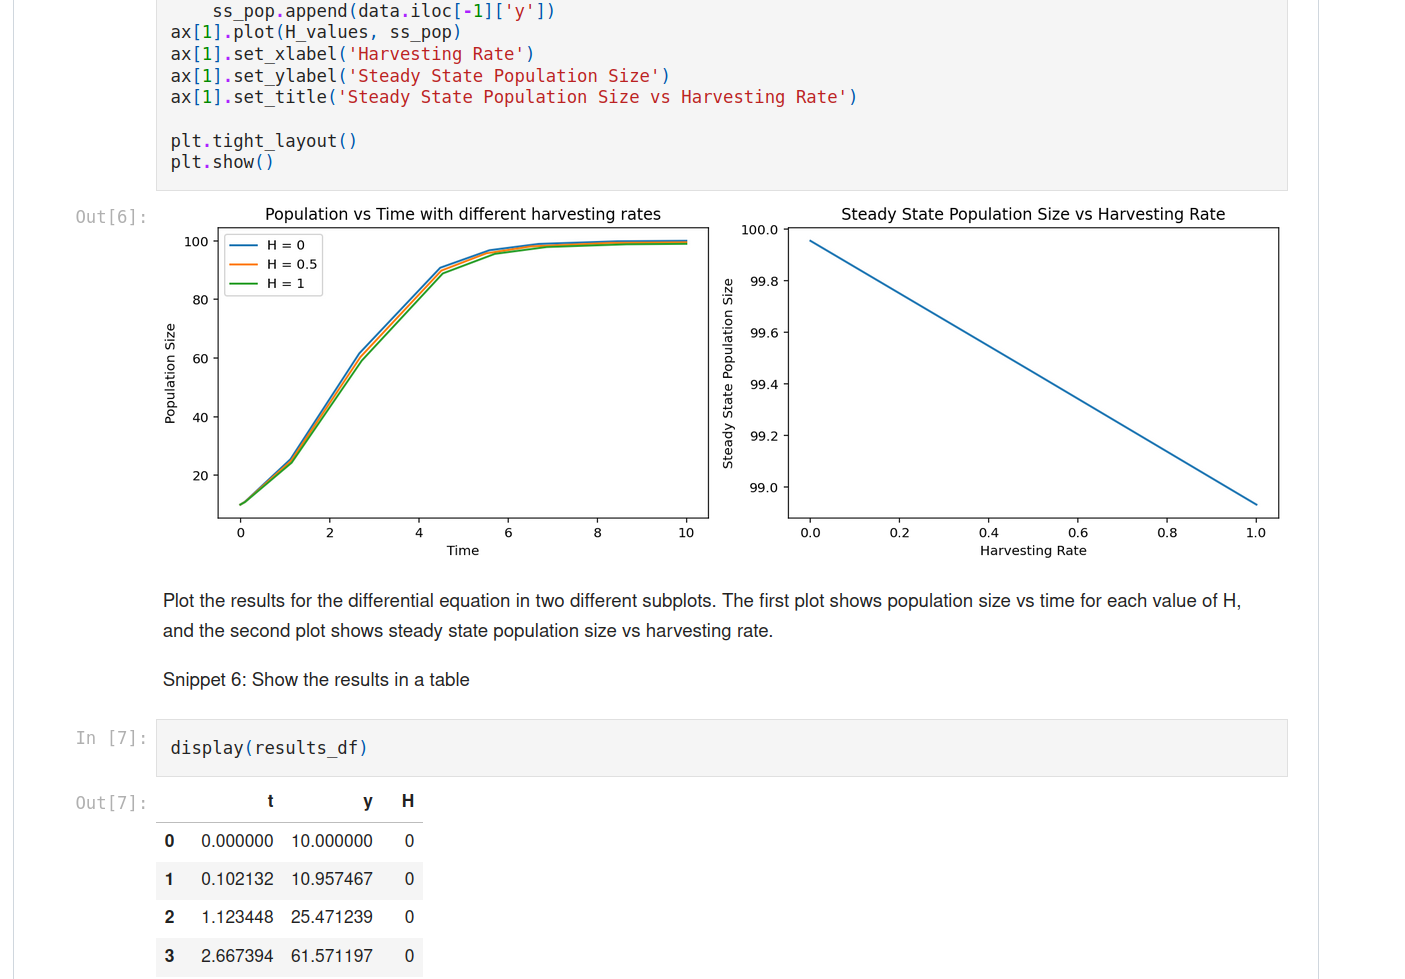 ss_pop.append(data.iloc[-1]['y'])
ax[1].plot(H_values, ss_pop)
ax[1].set_xlabel('Harvesting Rate')
ax[1].set_ylabel('Steady State Population Size')
ax[1].set_title('Steady State Population Size vs Harvesting Rate')
plt.tight_layout()
plt.show()
Out[6]:
Population vs Time with different harvesting rates
H = 0
H = 0.5
H = 1
100
80
60
40
20
Population Size
0 2 4 6 8 10
Time
Steady State Population Size vs Harvesting Rate
100.0
99.8
99.6
99.4
99.2
99.0
Steady State Population Size
0.0 0.2 0.4 0.6 0.8 1.0
Harvesting Rate
Plot the results for the differential equation in two different subplots. The first plot shows population size vs time for each value of H,
and the second plot shows steady state population size vs harvesting rate.
Snippet 6: Show the results in a table
In [7]:
display(results_df)
Out[7]:
t y H
0 0.000000 10.000000 0
1 0.102132 10.957467 0
2 1.123448 25.471239 0
3 2.667394 61.571197 0